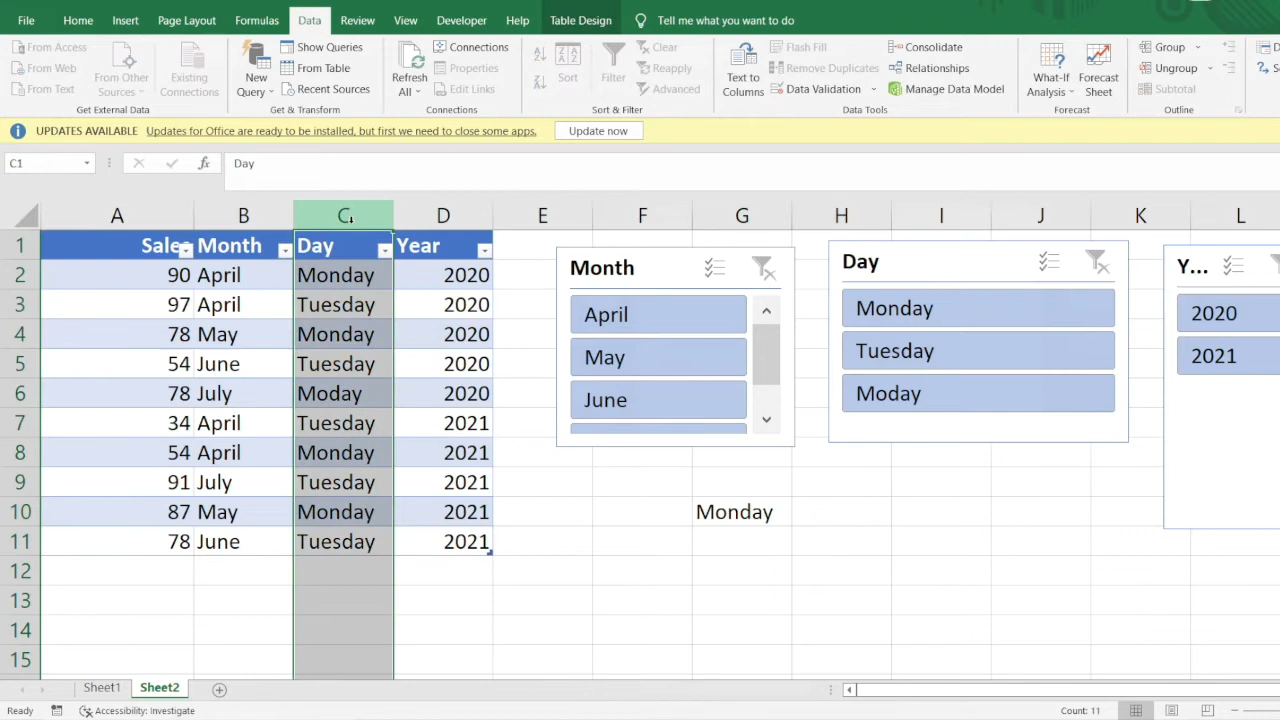 File Home Insert Page Layout Formulas Data Review View Developer Help Table Design Tell me what you want to do
From Access
From Web
From Text
From Other Sources
Existing Connections
Get External Data
New Query
Show Queries
From Table
Recent Sources
Get & Transform
Refresh All
Connections
Properties
Edit Links
Connections
Sort
Filter
Clear
Reapply
Advanced
Sort & Filter
Text to Columns
Flash Fill
Remove Duplicates
Data Validation
Consolidate
Relationships
Manage Data Model
Data Tools
What-If Analysis
Forecast Sheet
Forecast
Group
Ungroup
Subtotal
Outline
UPDATES AVAILABLE Updates for Office are ready to be installed, but first we need to close some apps. Update now
C1 fx Day
A B C D E F G H I J K L
1 Sales Month Day Year
2 90 April Monday 2020
3 97 April Tuesday 2020
4 78 May Monday 2020
5 54 June Tuesday 2020
6 78 July Moday 2020
7 34 April Tuesday 2021
8 54 April Monday 2021
9 91 July Tuesday 2021
10 87 May Monday 2021 Monday
11 78 June Tuesday 2021
12
13
14
15
Month
April
May
June
Day
Monday
Tuesday
Moday
Y...
2020
2021
Sheet1 Sheet2
Ready Accessibility: Investigate Count: 11